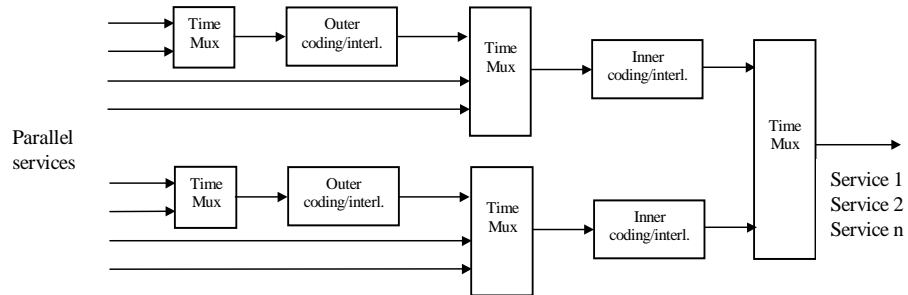 Time
Mux
Outer
coding/interl.
Time
Mux
Inner
coding/interl.
Time
Mux
Parallel
services
Time
Mux
Outer
coding/interl.
Time
Mux
Inner
coding/interl.
Service 1
Service 2
Service n